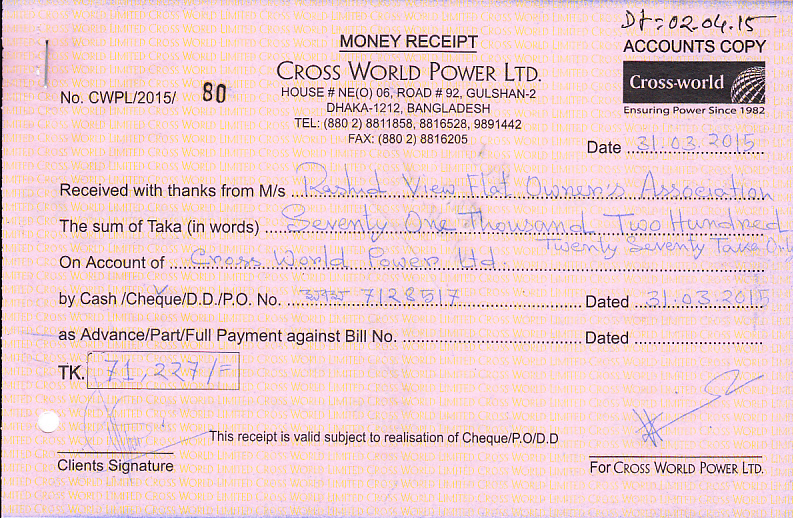 Dt:- 02.04.15
MONEY RECEIPT
ACCOUNTS COPY
CROSS WORLD POWER LTD.
Cross-world
No. CWPL/2015/ 80
HOUSE # NE(O) 06, ROAD # 92, GULSHAN-2
DHAKA-1212, BANGLADESH
Ensuring Power Since 1982
TEL: (880 2) 8811858, 8816528, 9891442
FAX: (880 2) 8816205
Date 31.03.2015
Received with thanks from M/s Rashid View Flat Owner's Association
The sum of Taka (in words) Seventy One Thousand Two Hundred
Twenty Seventy Taka Only
On Account of Cross World Power Ltd.
by Cash /Cheque/D.D./P.O. No. 7128517 Dated 31.03.2015
as Advance/Part/Full Payment against Bill No. Dated
TK. 71,227/=
This receipt is valid subject to realisation of Cheque/P.O/D.D
Clients Signature
For CROSS WORLD POWER LTD.